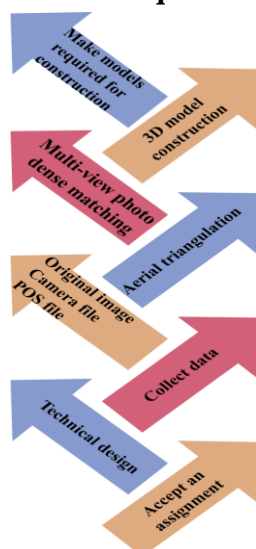 Make models
required for
construction
3D model
construction
Multi-view photo
dense matching
Aerial triangulation
Original image
Camera file
POS file
Collect data
Technical design
Accept an
assignment